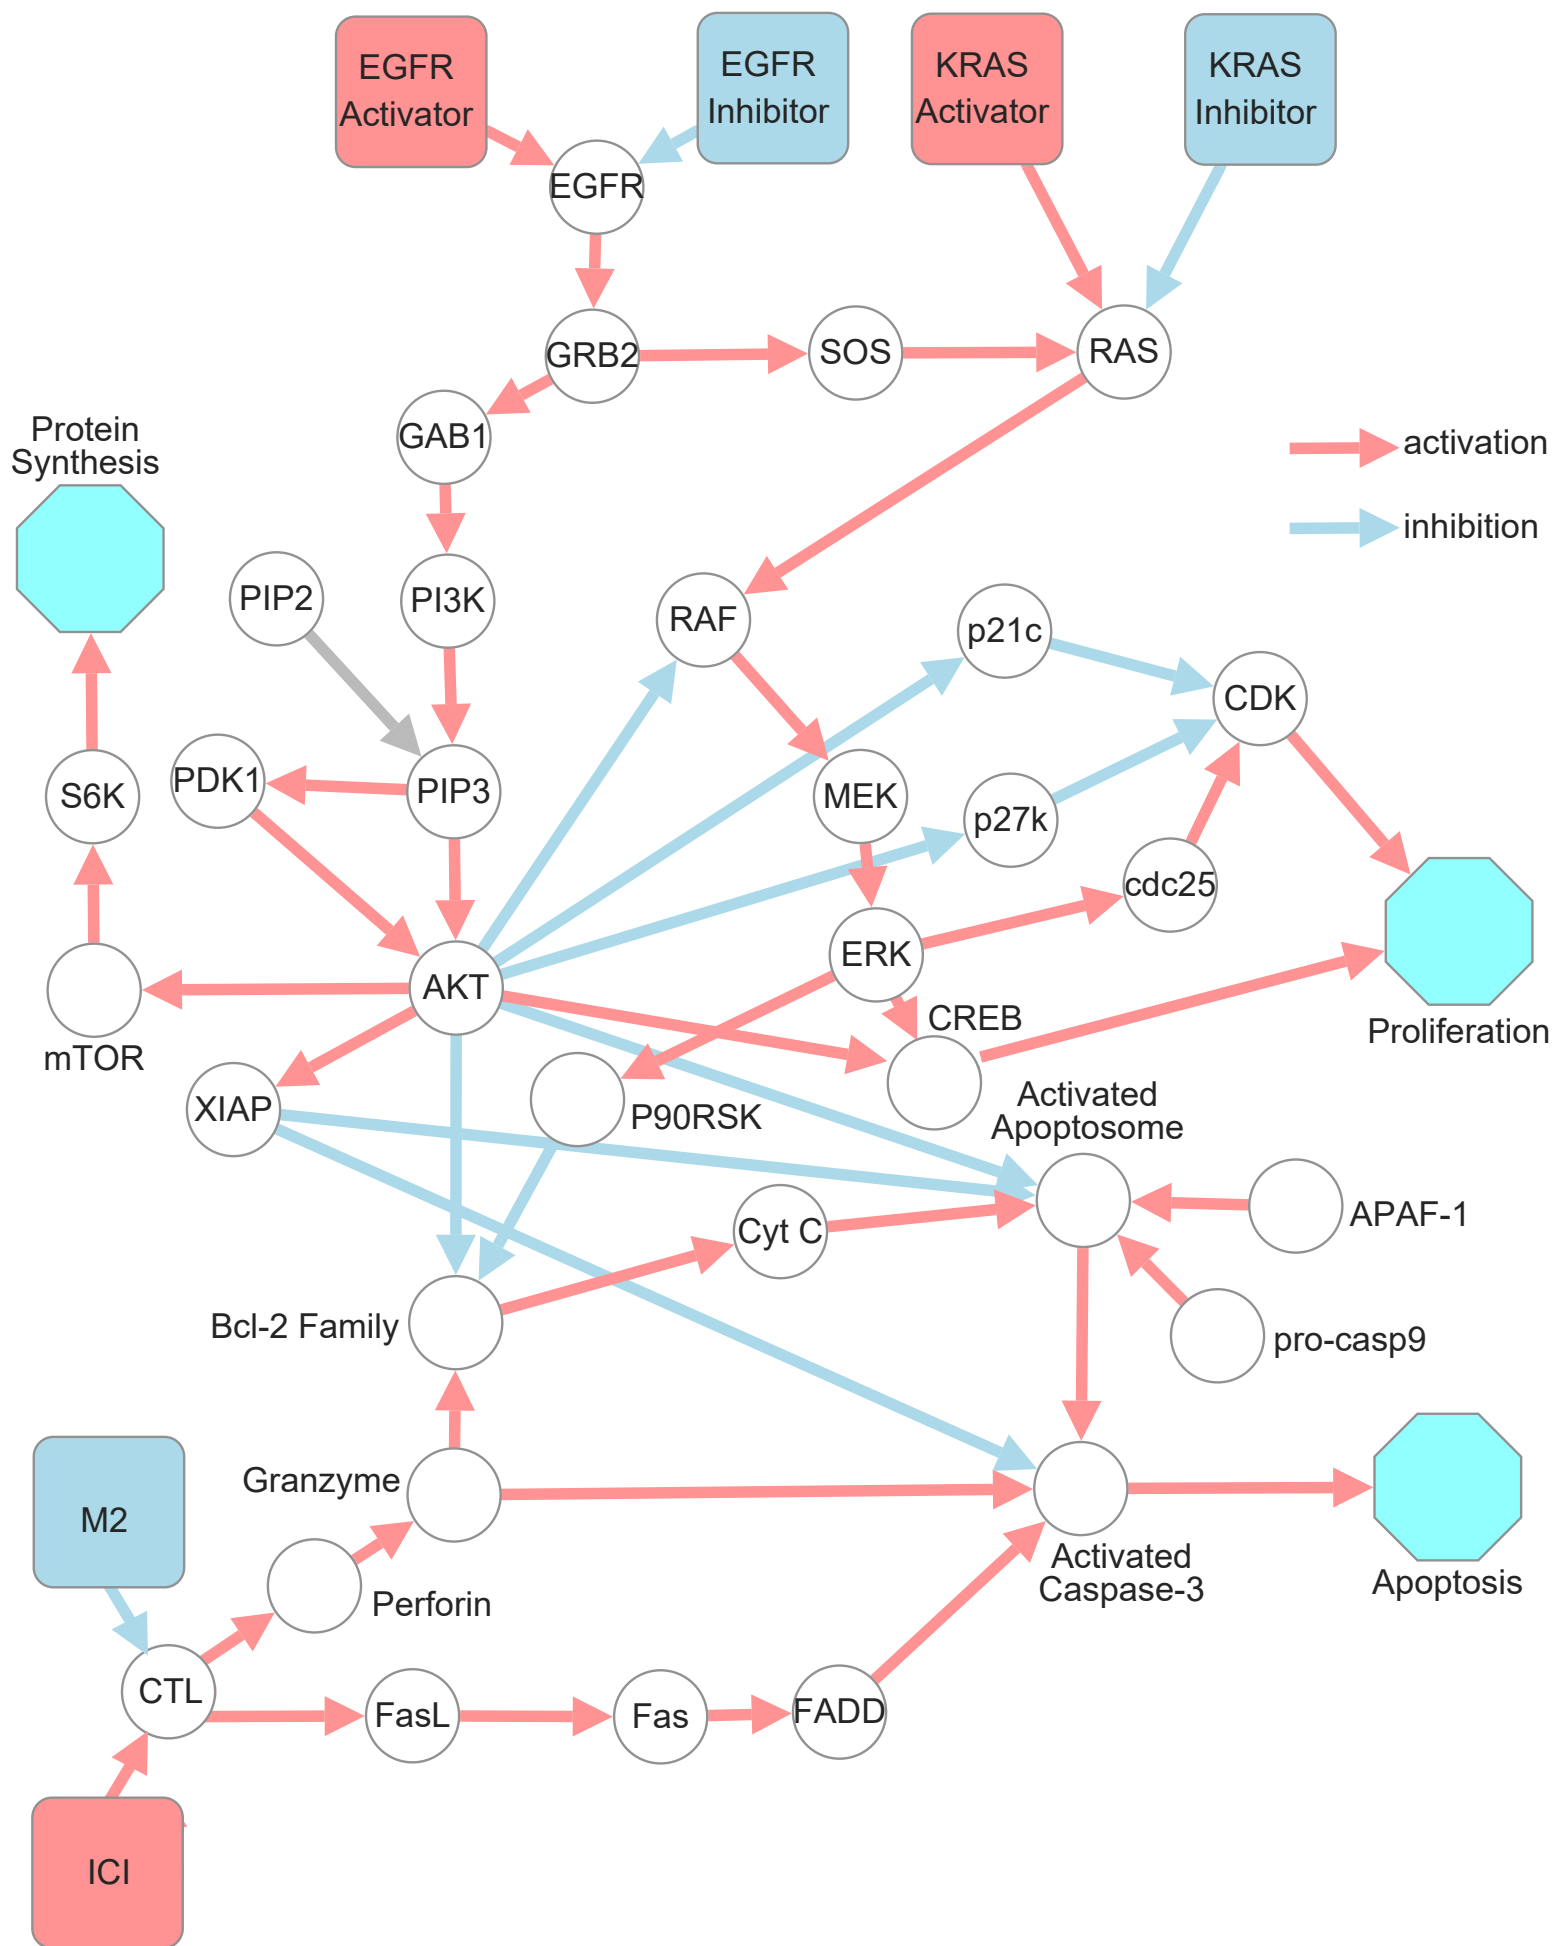 EGFR
Activator
EGFR
Inhibitor
KRAS
Activator
KRAS
Inhibitor
EGFR
GRB2
SOS
RAS
GAB1
Protein
Synthesis
activation
inhibition
PIP2
PI3K
RAF
p21c
CDK
S6K
PDK1
PIP3
MEK
p27k
cdc25
AKT
ERK
CREB
Proliferation
mTOR
XIAP
P90RSK
Activated
Apoptosome
Cyt C
APAF-1
Bcl-2 Family
pro-casp9
Granzyme
M2
Perforin
Activated
Caspase-3
Apoptosis
CTL
FasL
Fas
FADD
ICI